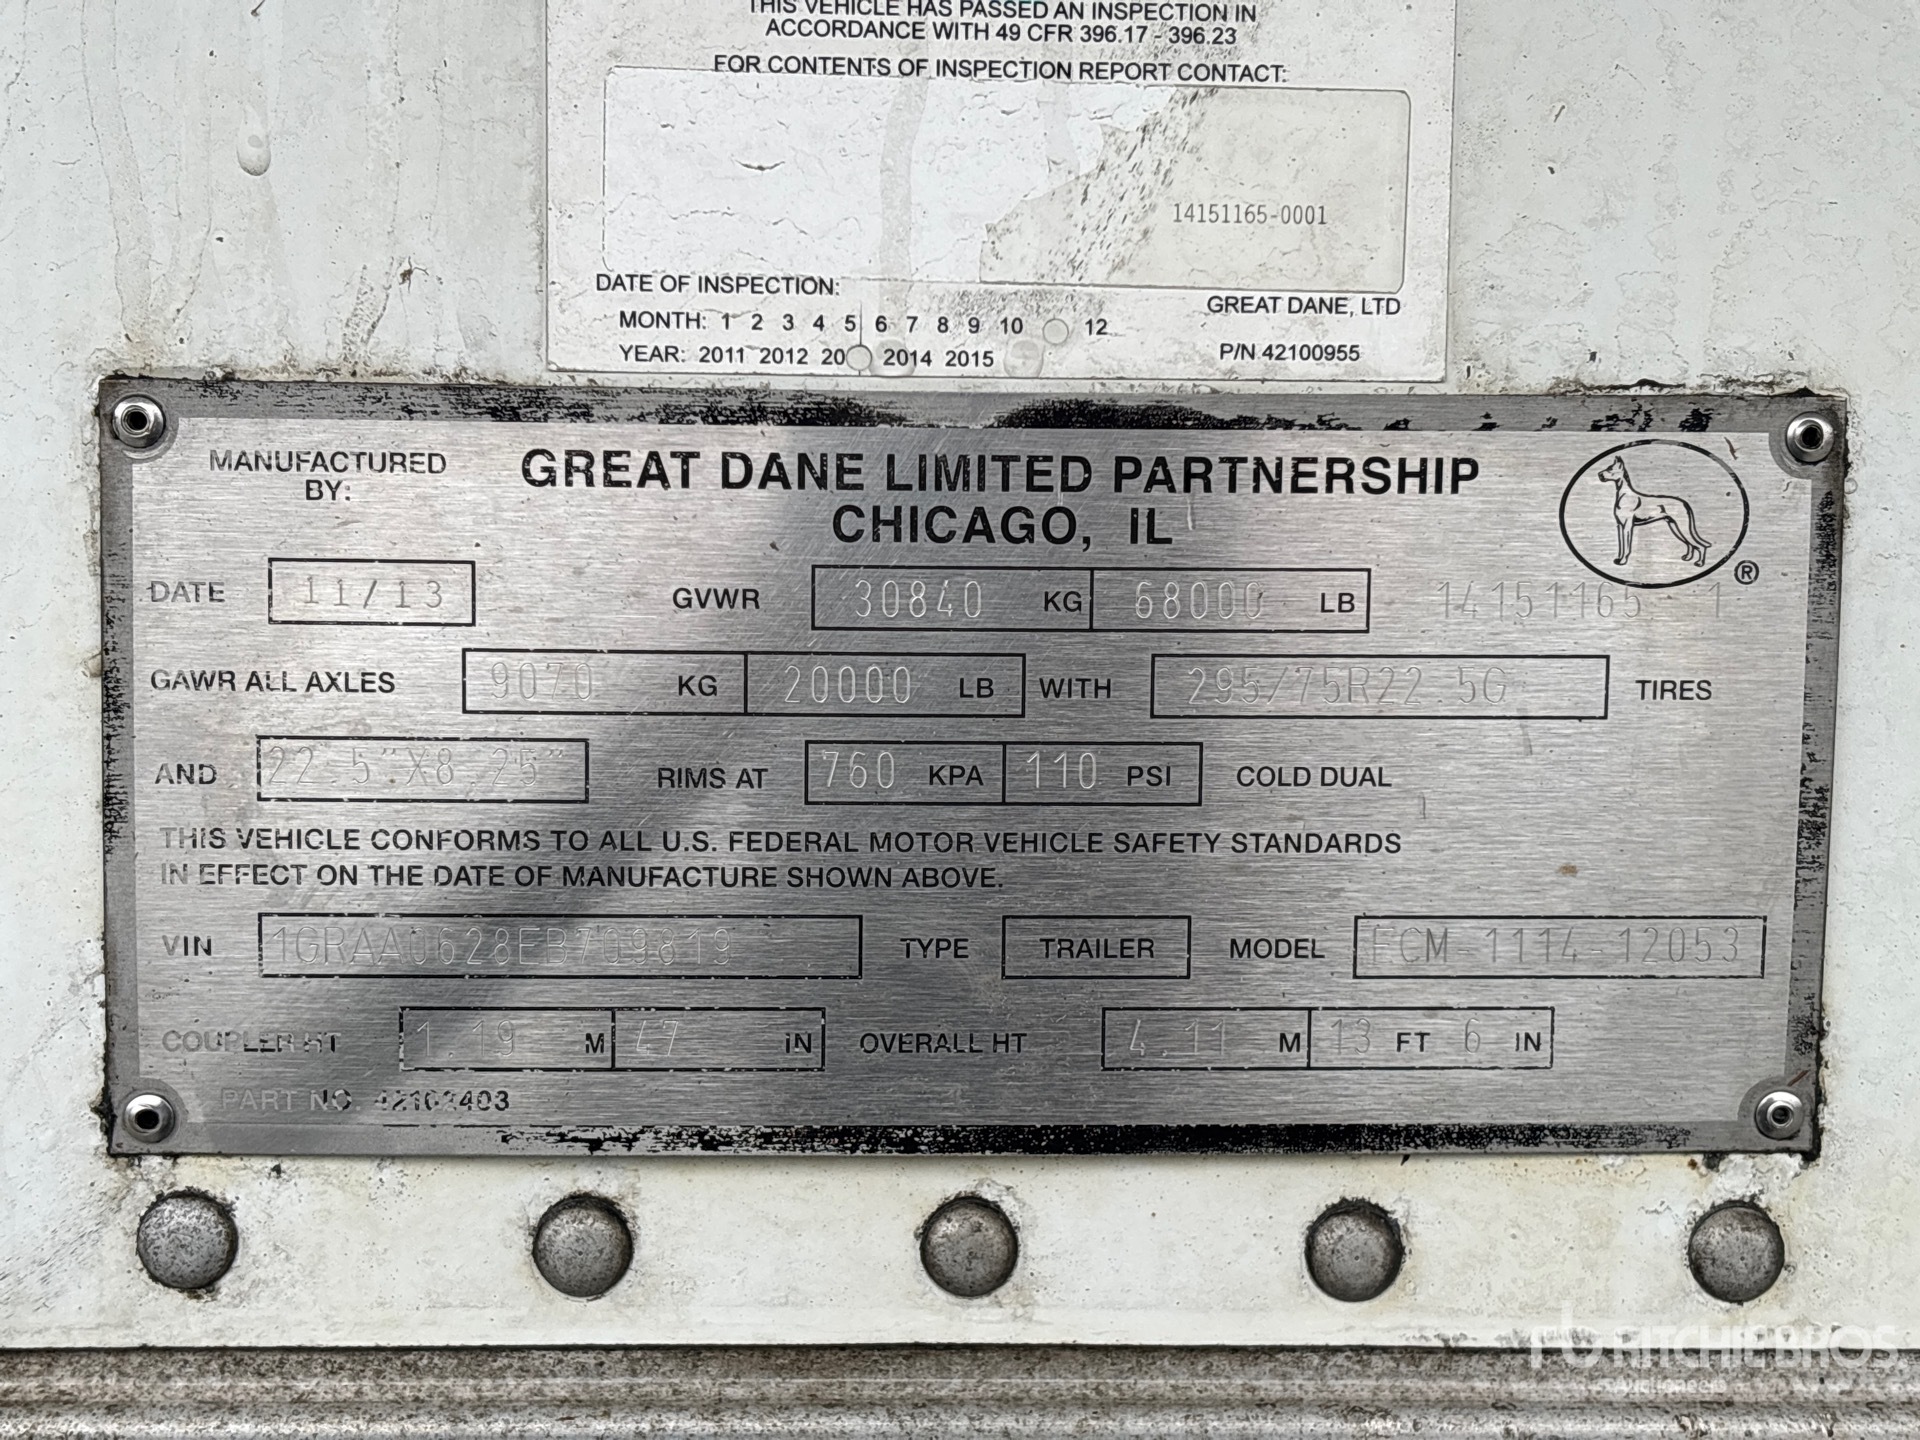 THIS VEHICLE HAS PASSED AN INSPECTION IN
ACCORDANCE WITH 49 CFR 396.17 - 396.23
FOR CONTENTS OF INSPECTION REPORT CONTACT:
14151165-0001
DATE OF INSPECTION:
MONTH: 1 2 3 4 5 6 7 8 9 10 12
YEAR: 2011 2012 20 2014 2015
GREAT DANE, LTD
P/N 42100955
MANUFACTURED BY:
GREAT DANE LIMITED PARTNERSHIP
CHICAGO, IL
®
DATE 11/13 GVWR 30840 KG 68000 LB 14151165 1
GAWR ALL AXLES 9070 KG 20000 LB WITH 295/75R22.5G TIRES
AND 22.5"X8.25" RIMS AT 760 KPA 110 PSI COLD DUAL
THIS VEHICLE CONFORMS TO ALL U.S. FEDERAL MOTOR VEHICLE SAFETY STANDARDS
IN EFFECT ON THE DATE OF MANUFACTURE SHOWN ABOVE.
VIN 1GRAA0628EB709819 TYPE TRAILER MODEL FCM-1114-12053
COUPLER HT 1.19 M 47 IN OVERALL HT 4.11 M 13 FT 6 IN
PART NO. 42102403
rb RITCHIE BROS.
Auctioneers